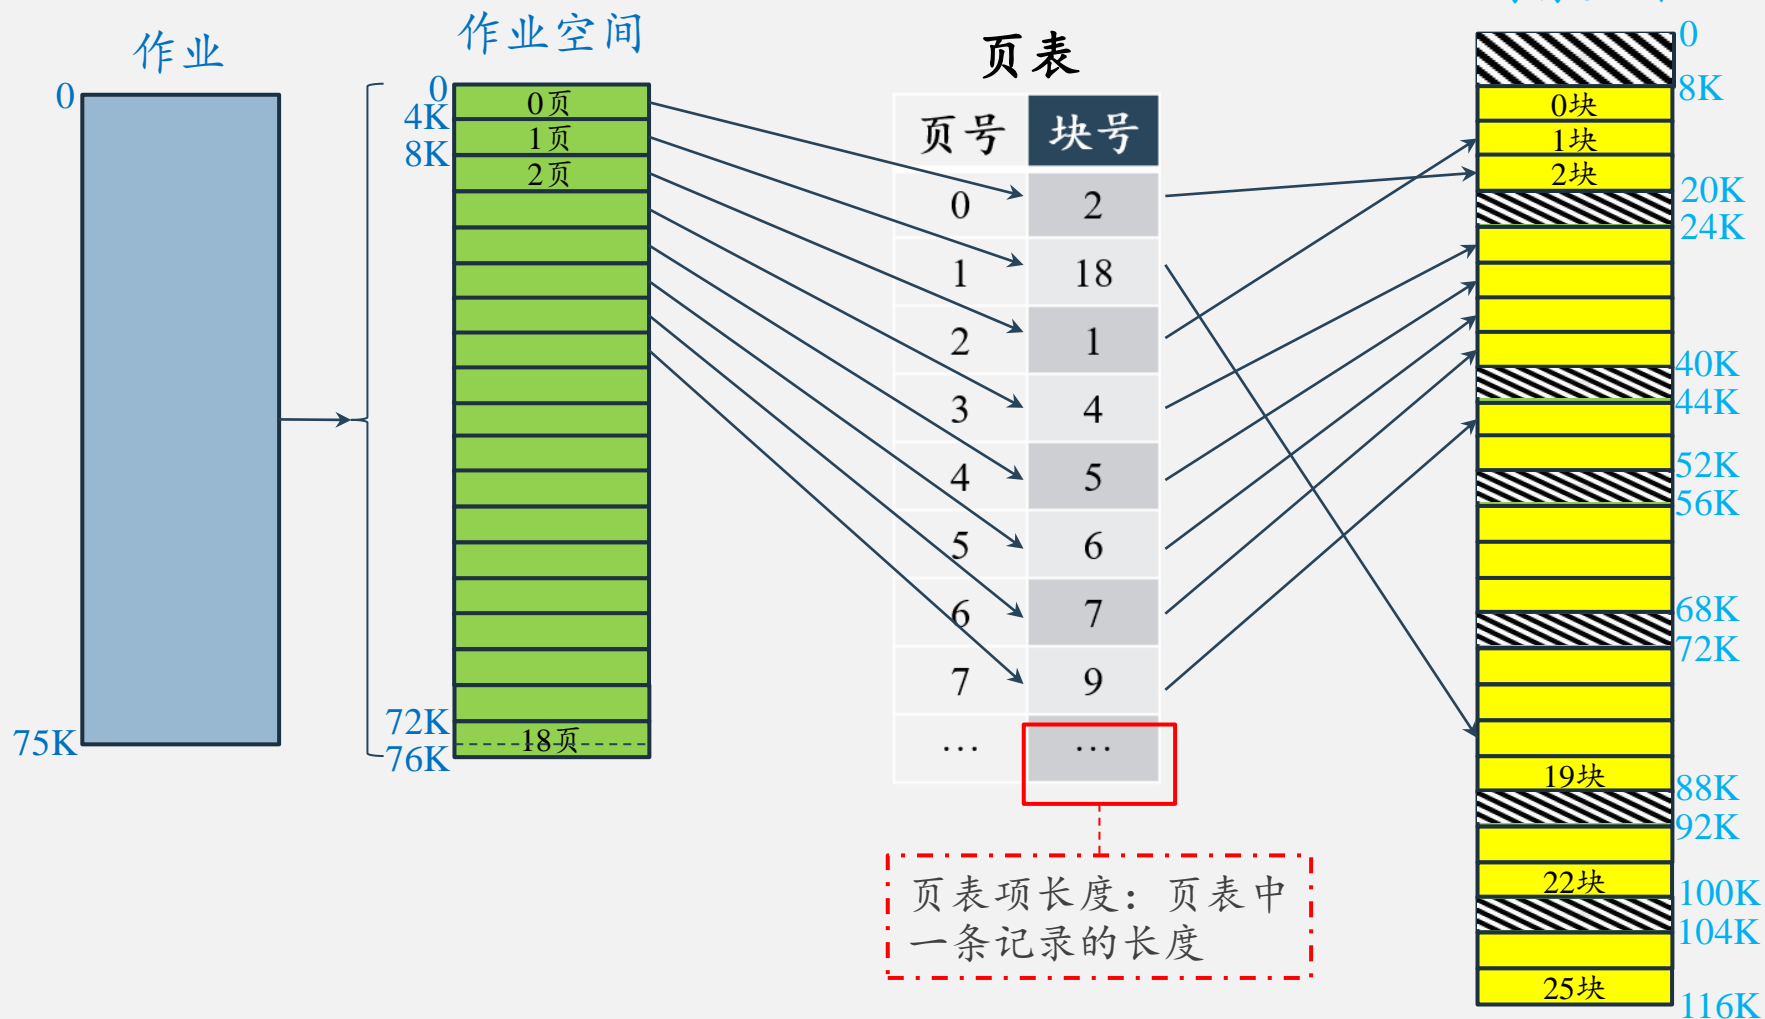 作业
0
75K
作业空间
0
4K
8K
72K
76K
0页
1页
2页
18页
页表
页号 块号
0 2
1 18
2 1
3 4
4 5
5 6
6 7
7 9
… …
页表项长度：页表中
一条记录的长度
0
8K
20K
24K
40K
44K
52K
56K
68K
72K
88K
92K
100K
104K
116K
0块
1块
2块
19块
22块
25块